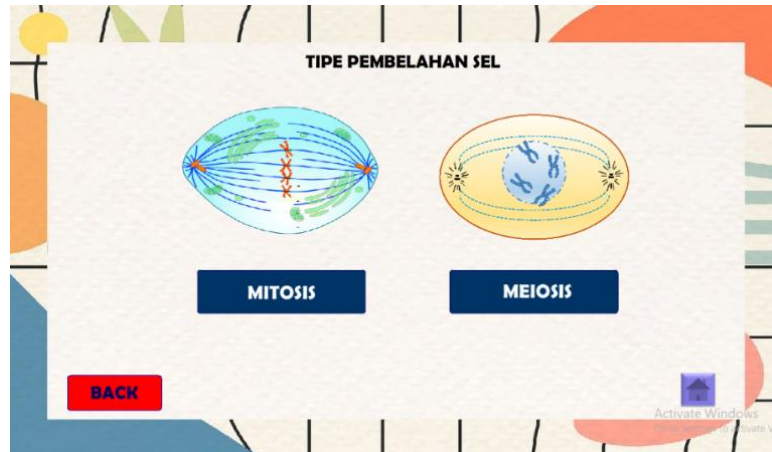 TIPE PEMBELAHAN SEL
MITOSIS
MEIOSIS
BACK
Activate Windows